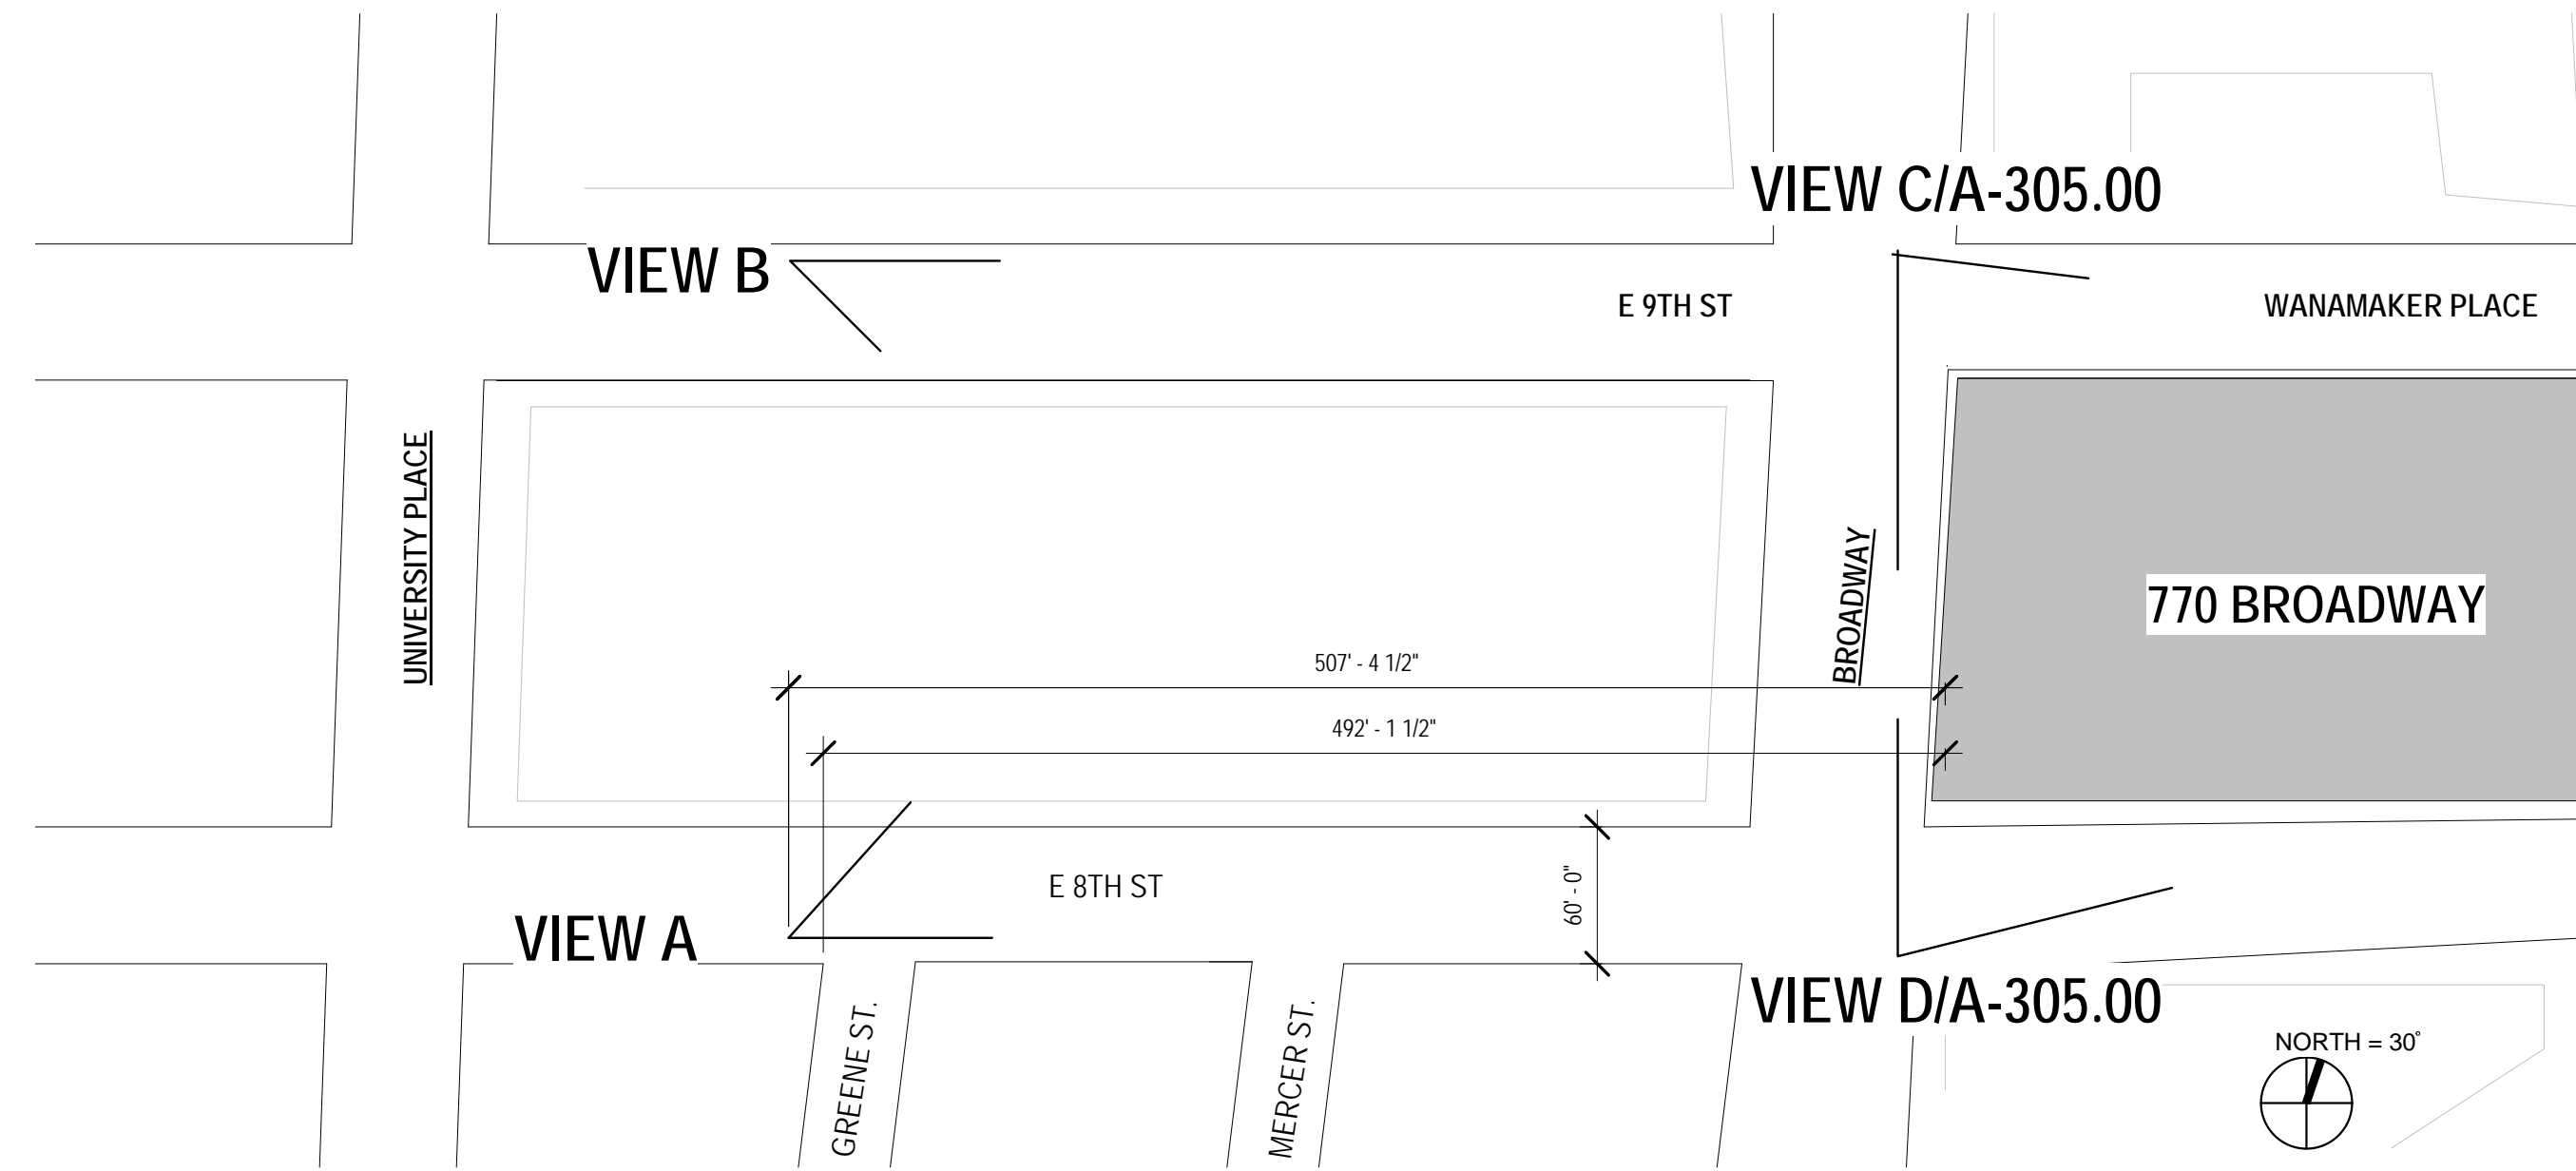 VIEW C/A-305.00
VIEW B
E 9TH ST
WANAMAKER PLACE
UNIVERSITY PLACE
BROADWAY
770 BROADWAY
507' - 4 1/2"
492' - 1 1/2"
60' - 0"
E 8TH ST
VIEW A
VIEW D/A-305.00
GREENE ST.
MERCER ST.
NORTH = 30°